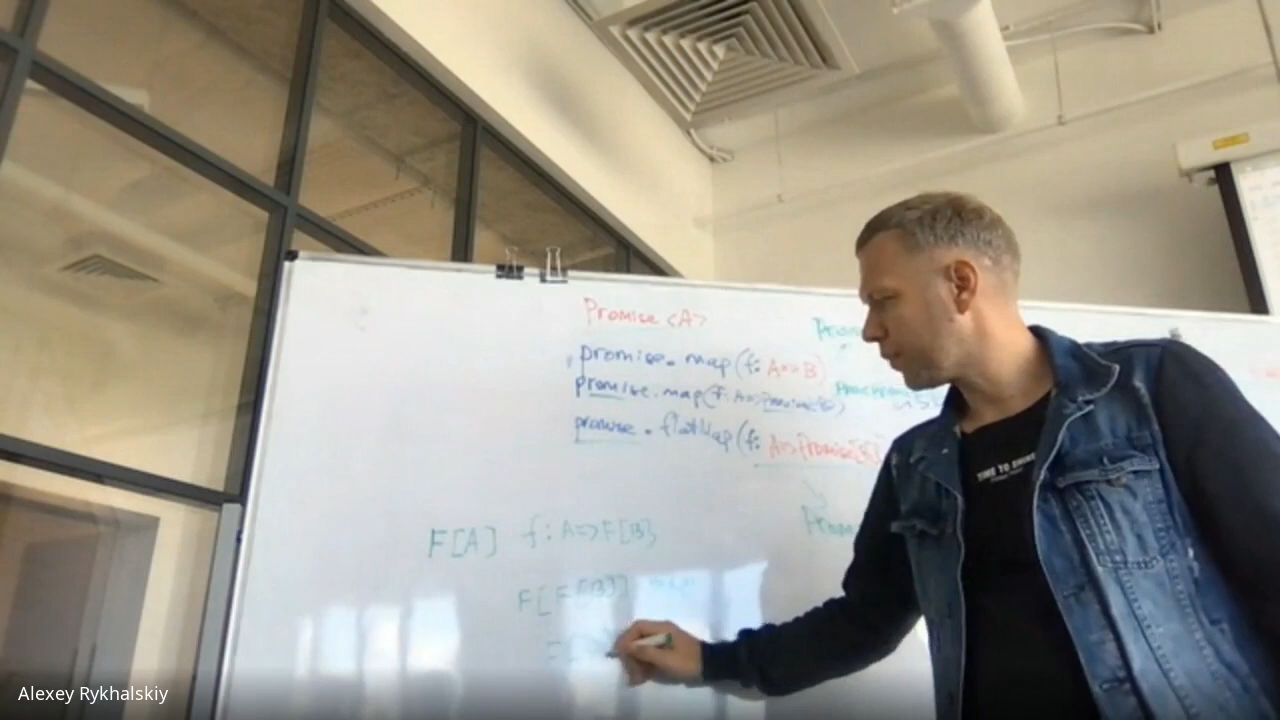 Promise <A>
promise.map(f: A=>B)
promise.map(f: A=>Promise[B])
promise.flatMap(f: A=>Promise[B]
F[A] f: A=>F[B]
F[F[B]]
TIME TO SHINE
Alexey Rykhalskiy